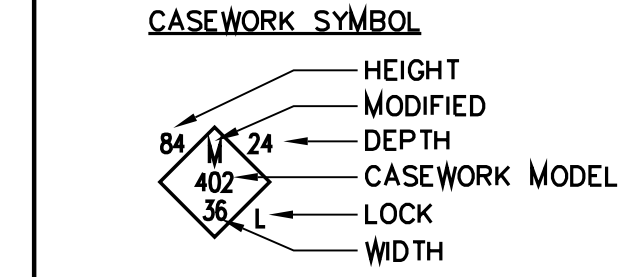 CASEWORK SYMBOL
HEIGHT
MODIFIED
84 M 24 DEPTH
402 CASEWORK MODEL
36 L LOCK
WIDTH